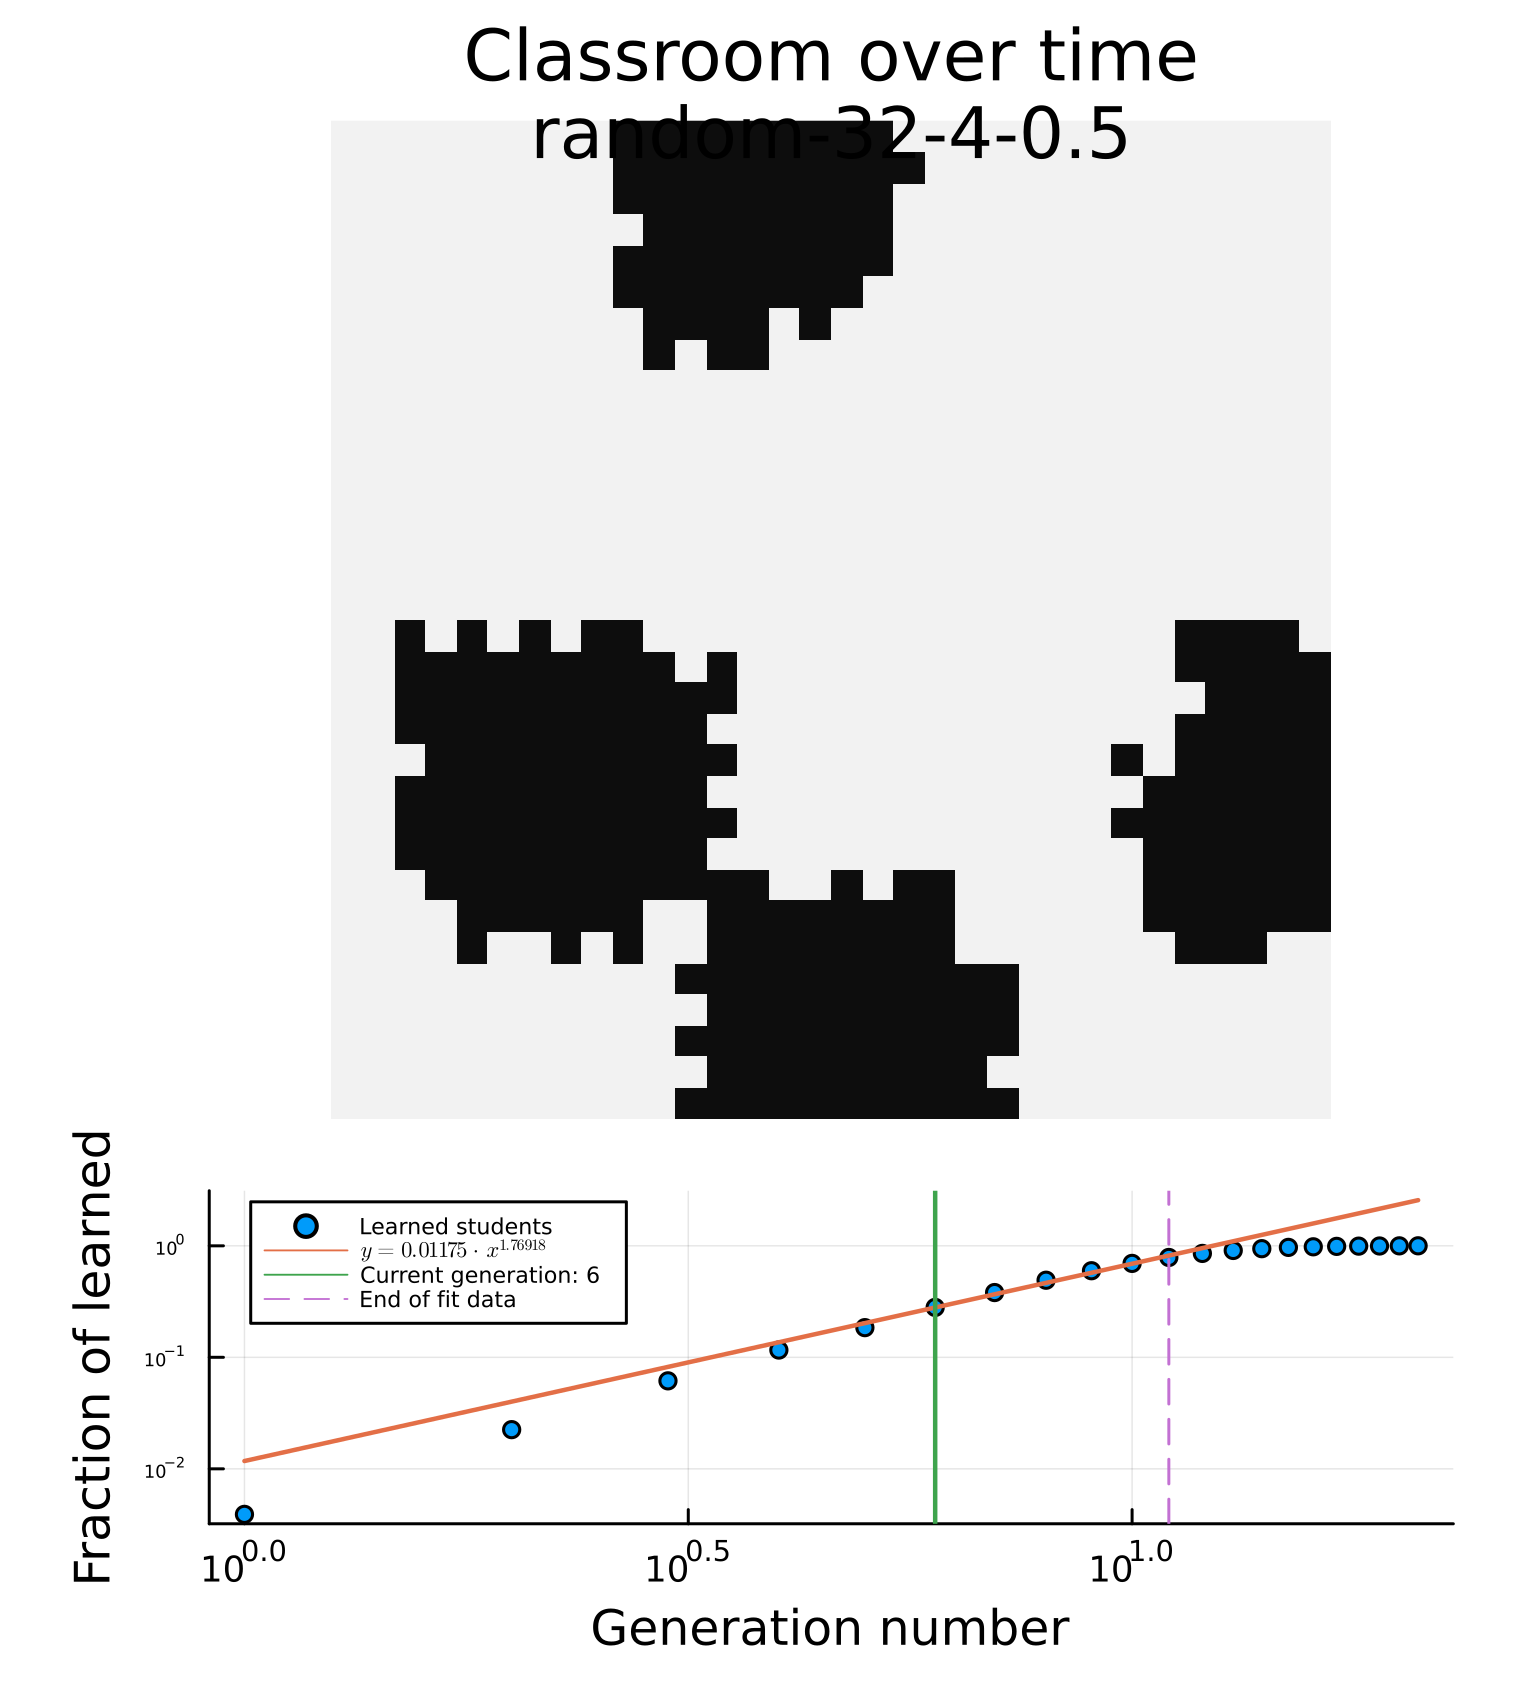 Classroom over time
random-32-4-0.5
Fraction of learned
10⁰
10⁻¹
10⁻²
Learned students
y = 0.01175 · x^1.76918
Current generation: 6
End of fit data
10^0.0
10^0.5
10^1.0
Generation number